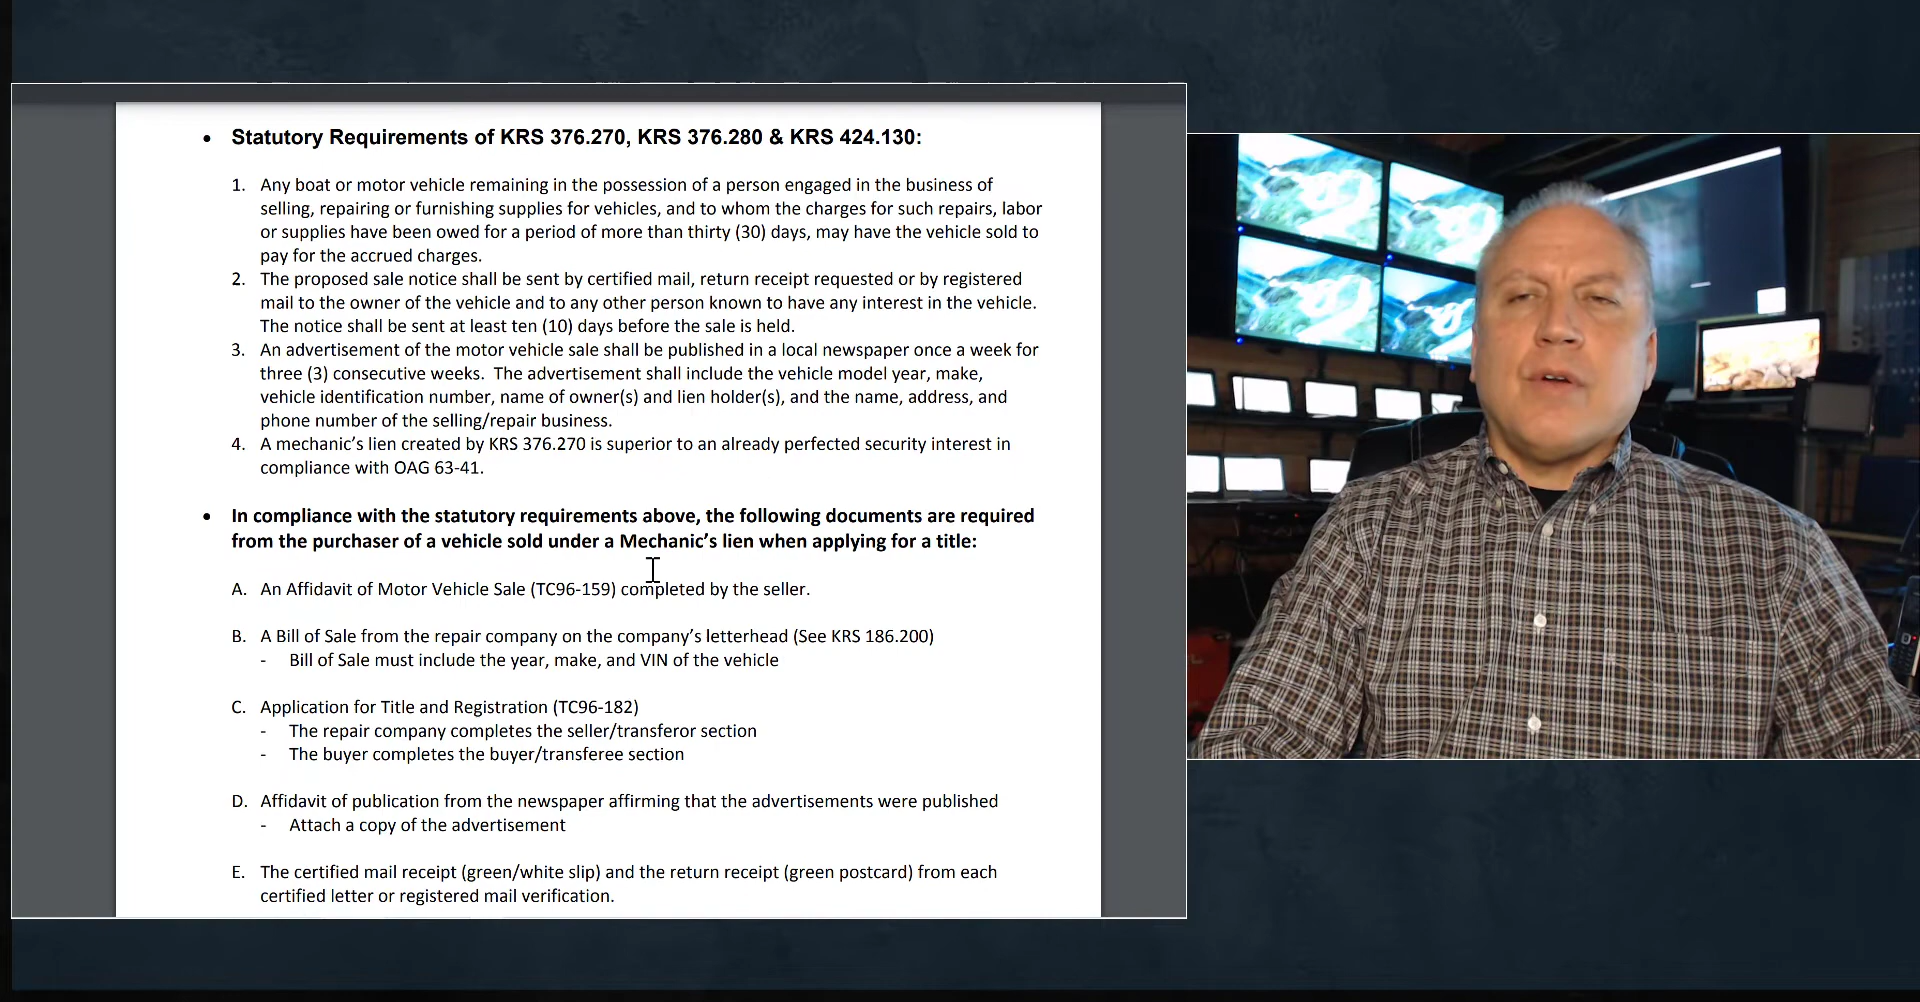 • Statutory Requirements of KRS 376.270, KRS 376.280 & KRS 424.130:
1. Any boat or motor vehicle remaining in the possession of a person engaged in the business of
selling, repairing or furnishing supplies for vehicles, and to whom the charges for such repairs, labor
or supplies have been owed for a period of more than thirty (30) days, may have the vehicle sold to
pay for the accrued charges.
2. The proposed sale notice shall be sent by certified mail, return receipt requested or by registered
mail to the owner of the vehicle and to any other person known to have any interest in the vehicle.
The notice shall be sent at least ten (10) days before the sale is held.
3. An advertisement of the motor vehicle sale shall be published in a local newspaper once a week for
three (3) consecutive weeks. The advertisement shall include the vehicle model year, make,
vehicle identification number, name of owner(s) and lien holder(s), and the name, address, and
phone number of the selling/repair business.
4. A mechanic's lien created by KRS 376.270 is superior to an already perfected security interest in
compliance with OAG 63-41.
• In compliance with the statutory requirements above, the following documents are required
from the purchaser of a vehicle sold under a Mechanic's lien when applying for a title:
A. An Affidavit of Motor Vehicle Sale (TC96-159) completed by the seller.
B. A Bill of Sale from the repair company on the company's letterhead (See KRS 186.200)
- Bill of Sale must include the year, make, and VIN of the vehicle
C. Application for Title and Registration (TC96-182)
- The repair company completes the seller/transferor section
- The buyer completes the buyer/transferee section
D. Affidavit of publication from the newspaper affirming that the advertisements were published
- Attach a copy of the advertisement
E. The certified mail receipt (green/white slip) and the return receipt (green postcard) from each
certified letter or registered mail verification.